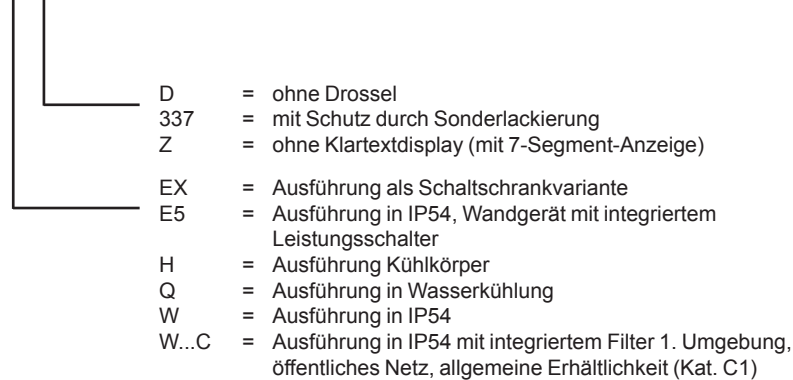 D = ohne Drossel
337 = mit Schutz durch Sonderlackierung
Z = ohne Klartextdisplay (mit 7-Segment-Anzeige)
EX = Ausführung als Schaltschrankvariante
E5 = Ausführung in IP54, Wandgerät mit integriertem
Leistungsschalter
H = Ausführung Kühlkörper
Q = Ausführung in Wasserkühlung
W = Ausführung in IP54
W...C = Ausführung in IP54 mit integriertem Filter 1. Umgebung,
öffentliches Netz, allgemeine Erhältlichkeit (Kat. C1)